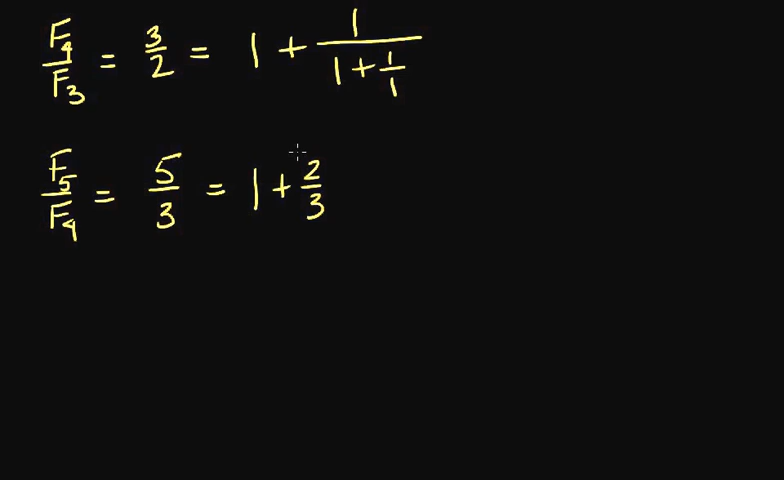 F₄/F₃ = 3/2 = 1 + 1/(1 + 1/1)
F₅/F₄ = 5/3 = 1 + 2/3